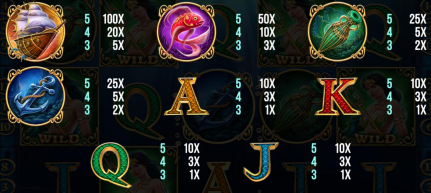 5 100X 5 50X 5 25X
4 20X 4 10X 4 5X
3 5X 3 3X 3 2X
5 25X A 5 10X K 5 10X
4 5X 4 3X 4 3X
3 2X 3 1X 3 1X
WILD WILD
Q 5 10X J 5 10X
4 3X 4 3X
3 1X 3 1X